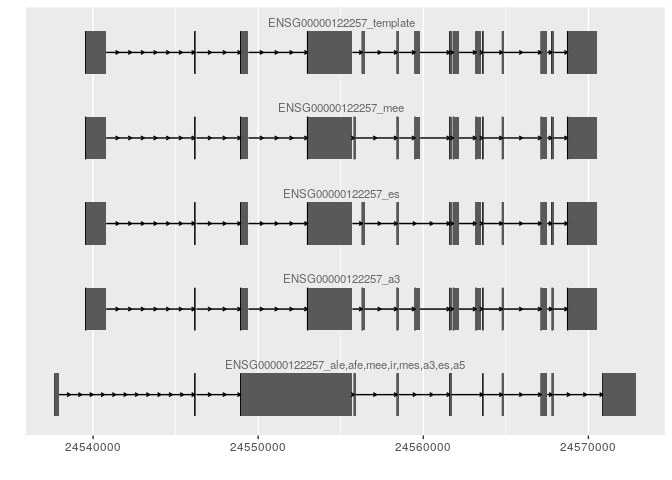 ENSG00000122257_template
ENSG00000122257_mee
ENSG00000122257_es
ENSG00000122257_a3
ENSG00000122257_ale,afe,mee,ir,mes,a3,es,a5
24540000 24550000 24560000 24570000